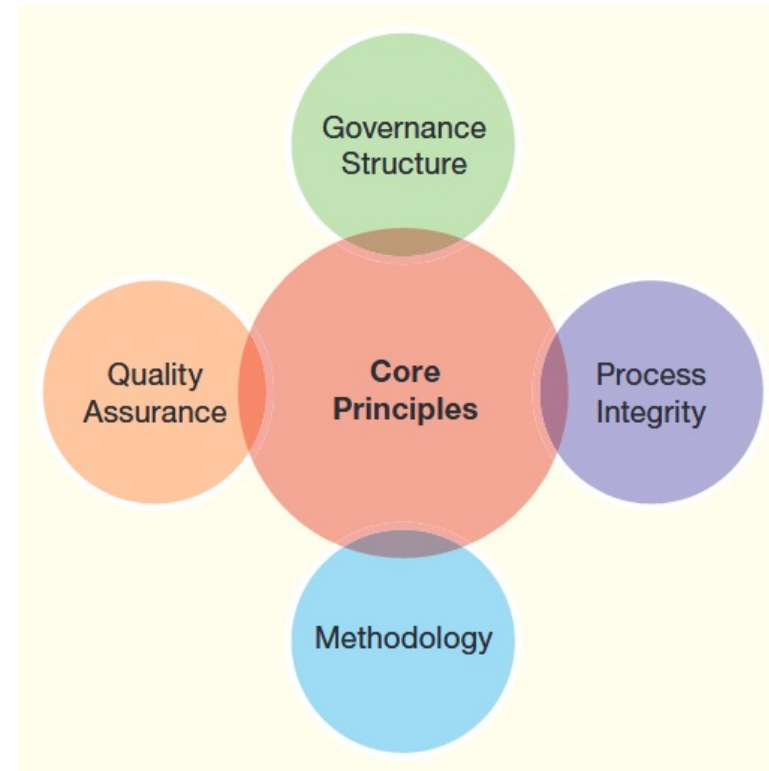 Governance
Structure
Quality
Assurance
Core
Principles
Process
Integrity
Methodology